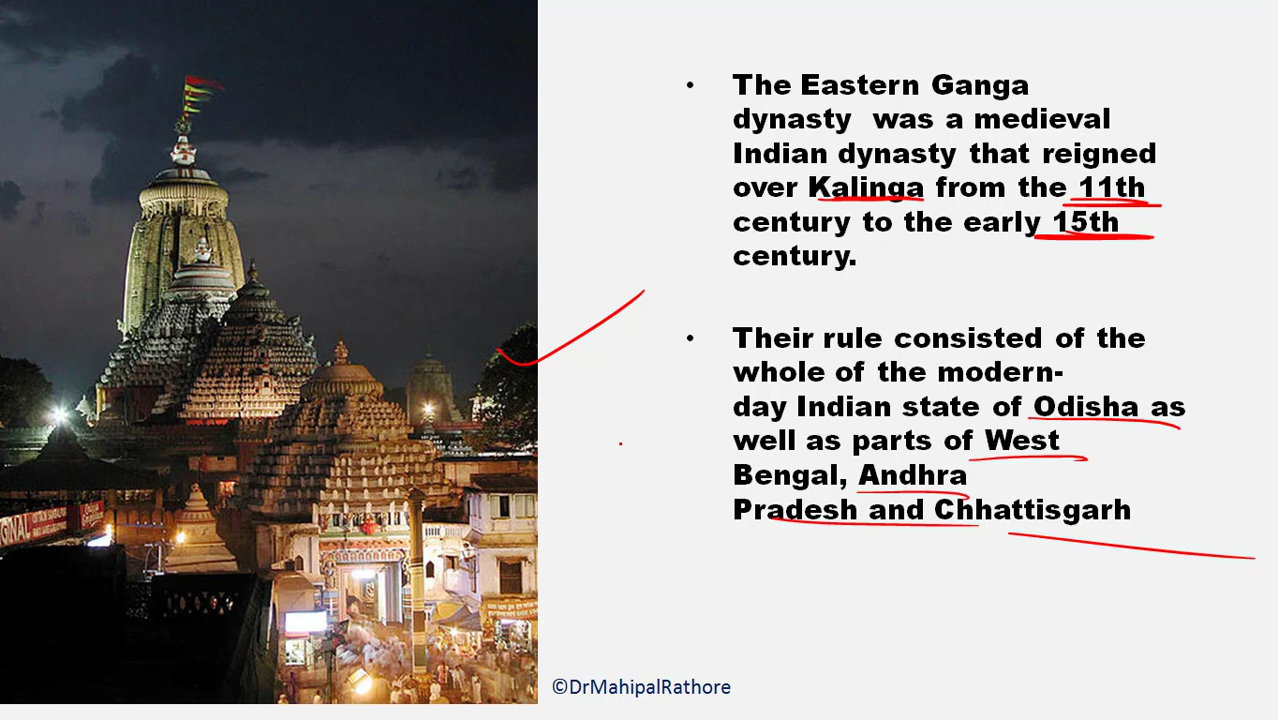 • The Eastern Ganga
dynasty was a medieval
Indian dynasty that reigned
over Kalinga from the 11th
century to the early 15th
century.
• Their rule consisted of the
whole of the modern-
day Indian state of Odisha as
well as parts of West
Bengal, Andhra
Pradesh and Chhattisgarh
©DrMahipalRathore